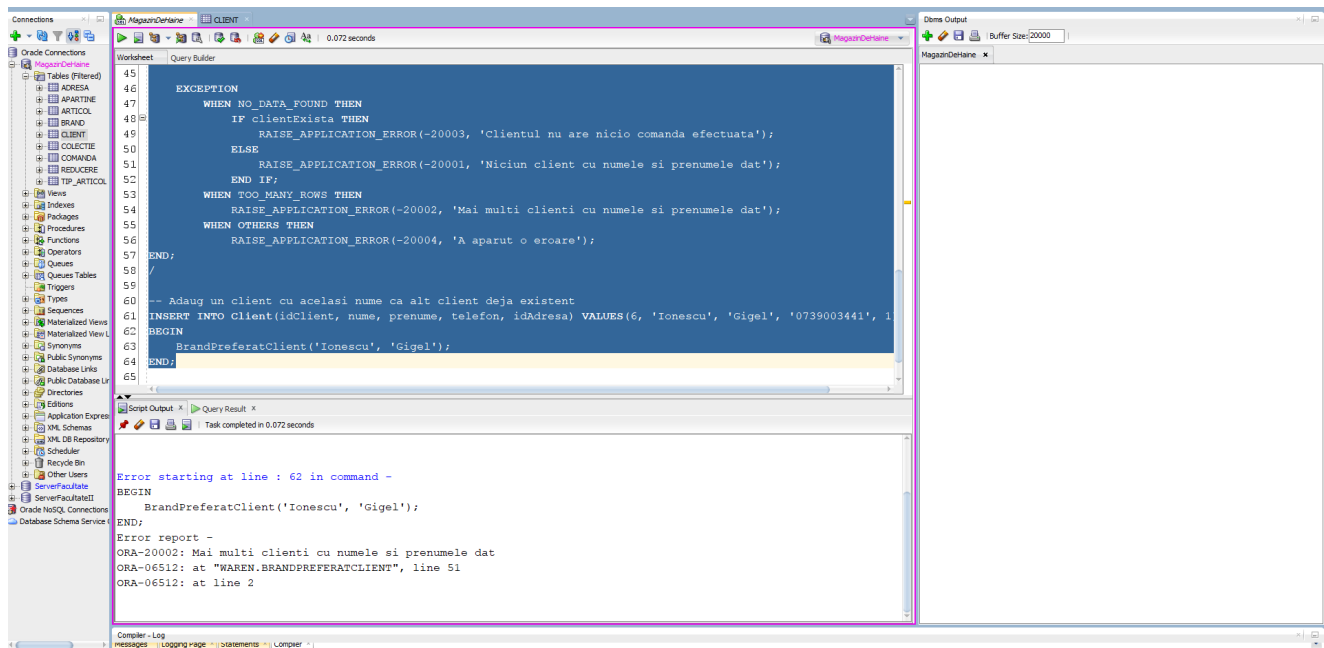 Connections
Oracle Connections
MagazinDeHaine
Tables (Filtered)
ADRESA
APARTINE
ARTICOL
BRAND
CLIENT
COLECTIE
COMANDA
REDUCERE
TIP_ARTICOL
Views
Indexes
Packages
Procedures
Functions
Operators
Queues
Queues Tables
Triggers
Types
Sequences
Materialized Views
Materialized View L
Synonyms
Public Synonyms
Database Links
Public Database Lin
Directories
Editions
Application Express
XML Schemas
XML DB Repository
Scheduler
Recycle Bin
Other Users
ServerFacultate
ServerFacultateII
Oracle NoSQL Connections
Database Schema Service
MagazinDeHaine CLIENT
0.072 seconds MagazinDeHaine
Worksheet Query Builder
45
46 EXCEPTION
47 WHEN NO_DATA_FOUND THEN
48 IF clientExista THEN
49 RAISE_APPLICATION_ERROR(-20003, 'Clientul nu are nicio comanda efectuata');
50 ELSE
51 RAISE_APPLICATION_ERROR(-20001, 'Niciun client cu numele si prenumele dat');
52 END IF;
53 WHEN TOO_MANY_ROWS THEN
54 RAISE_APPLICATION_ERROR(-20002, 'Mai multi clienti cu numele si prenumele dat');
55 WHEN OTHERS THEN
56 RAISE_APPLICATION_ERROR(-20004, 'A aparut o eroare');
57 END;
58 /
59
60 -- Adaug un client cu acelasi nume ca alt client deja existent
61 INSERT INTO Client(idClient, nume, prenume, telefon, idAdresa) VALUES(6, 'Ionescu', 'Gigel', '0739003441', 1
62 BEGIN
63 BrandPreferatClient('Ionescu', 'Gigel');
64 END;
65
Script Output x Query Result x
Task completed in 0.072 seconds
Error starting at line : 62 in command -
BEGIN
BrandPreferatClient('Ionescu', 'Gigel');
END;
Error report -
ORA-20002: Mai multi clienti cu numele si prenumele dat
ORA-06512: at "WAREN.BRANDPREFERATCLIENT", line 51
ORA-06512: at line 2
Compiler - Log
Messages Logging Page Statements Compiler
Dbms Output
Buffer Size: 20000
MagazinDeHaine x